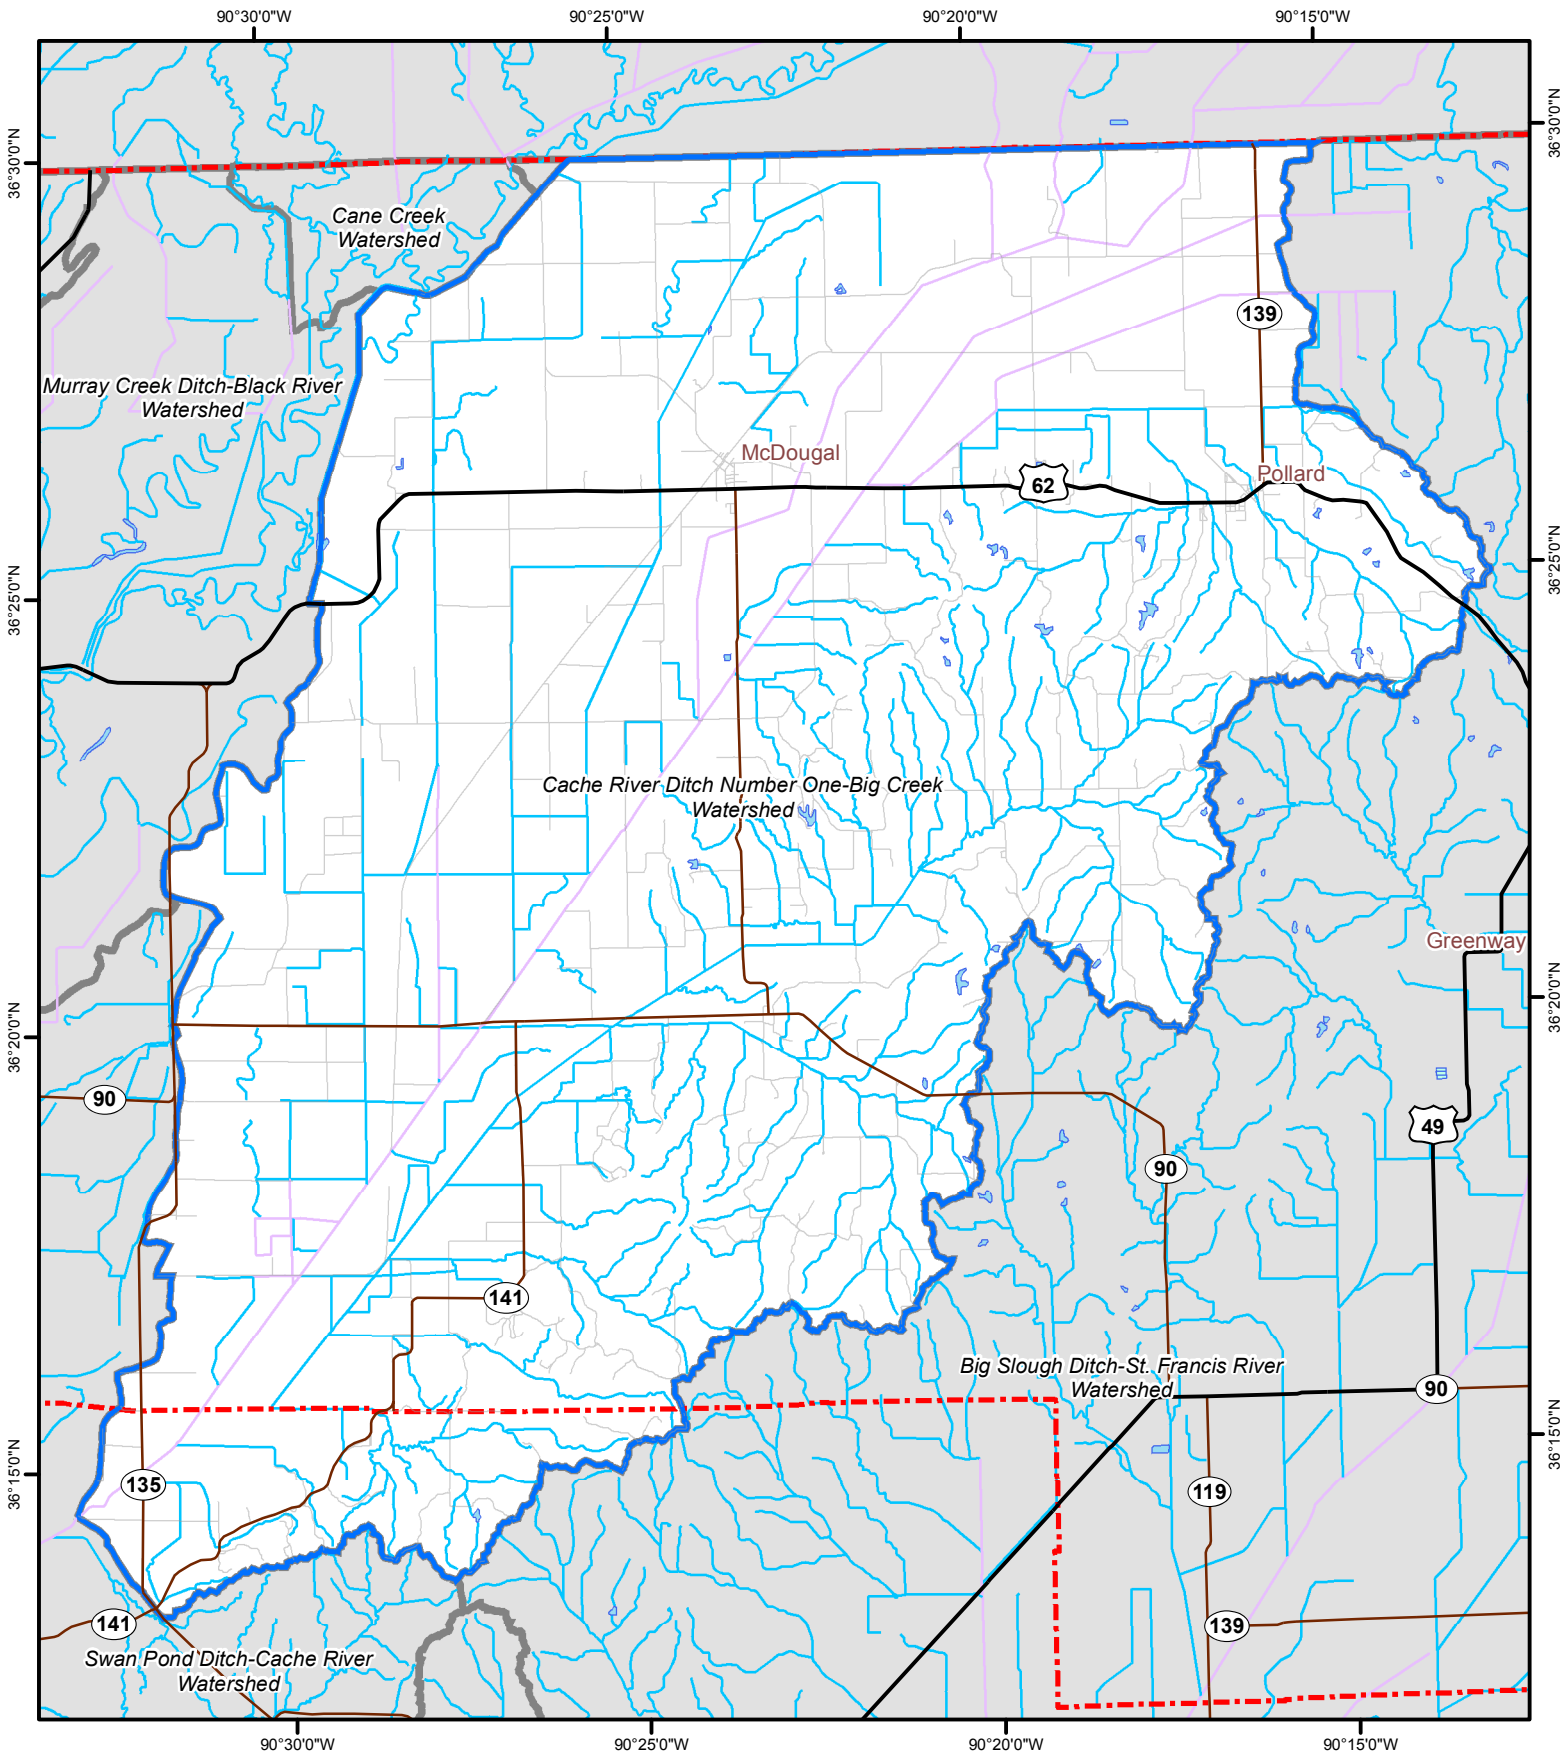 90°30'0"W
90°25'0"W
90°20'0"W
90°15'0"W
36°30'0"N
36°30'0"N
Cane Creek
Watershed
139
Murray Creek Ditch-Black River
Watershed
McDougal
Pollard
62
36°25'0"N
36°25'0"N
Cache River Ditch Number One-Big Creek
Watershed
Greenway
36°20'0"N
36°20'0"N
90
49
90
141
Big Slough Ditch-St. Francis River
Watershed
90
36°15'0"N
36°15'0"N
135
119
141
139
Swan Pond Ditch-Cache River
Watershed
90°30'0"W
90°25'0"W
90°20'0"W
90°15'0"W